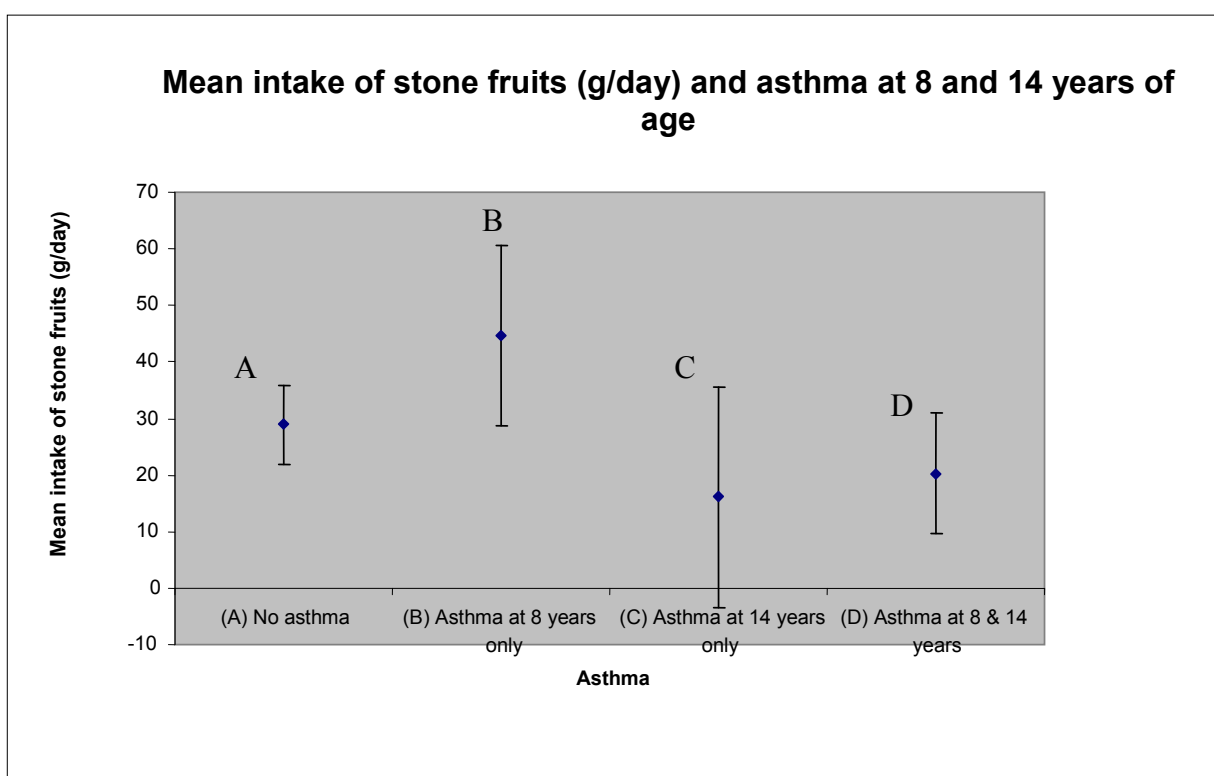 Mean intake of stone fruits (g/day) and asthma at 8 and 14 years of
age
Mean intake of stone fruits (g/day)
70
60
50
40
30
20
10
0
-10
A
B
C
D
(A) No asthma
(B) Asthma at 8 years
only
(C) Asthma at 14 years
only
(D) Asthma at 8 & 14
years
Asthma